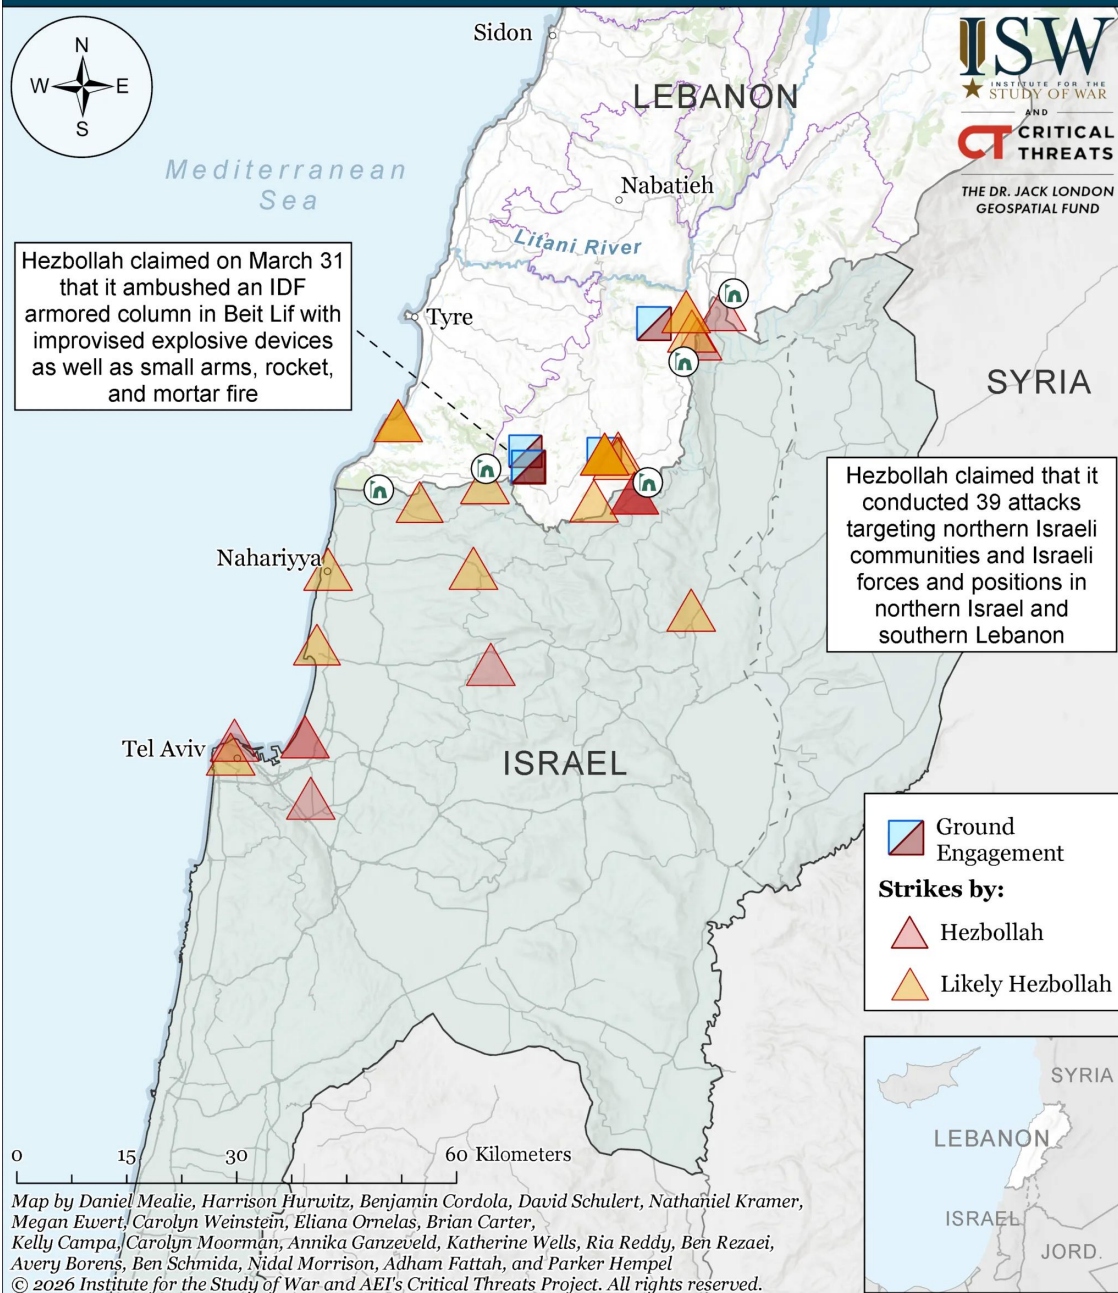 N
W
E
S
Sidon
LEBANON
ISW
INSTITUTE FOR THE
STUDY OF WAR
AND
CT CRITICAL
THREATS
THE DR. JACK LONDON
GEOSPATIAL FUND
Mediterranean
Sea
Nabatieh
Litani River
Hezbollah claimed on March 31
that it ambushed an IDF
armored column in Beit Lif with
improvised explosive devices
as well as small arms, rocket,
and mortar fire
Tyre
SYRIA
Hezbollah claimed that it
conducted 39 attacks
targeting northern Israeli
communities and Israeli
forces and positions in
northern Israel and
southern Lebanon
Nahariyya
Tel Aviv
ISRAEL
Ground
Engagement
Strikes by:
Hezbollah
Likely Hezbollah
SYRIA
LEBANON
ISRAEL
JORD.
0 15 30 60 Kilometers
Map by Daniel Mealie, Harrison Hurwitz, Benjamin Cordola, David Schulert, Nathaniel Kramer,
Megan Ewert, Carolyn Weinstein, Eliana Ornelas, Brian Carter,
Kelly Campa, Carolyn Moorman, Annika Ganzeveld, Katherine Wells, Ria Reddy, Ben Rezaei,
Avery Borens, Ben Schmida, Nidal Morrison, Adham Fattah, and Parker Hempel
© 2026 Institute for the Study of War and AEI's Critical Threats Project. All rights reserved.